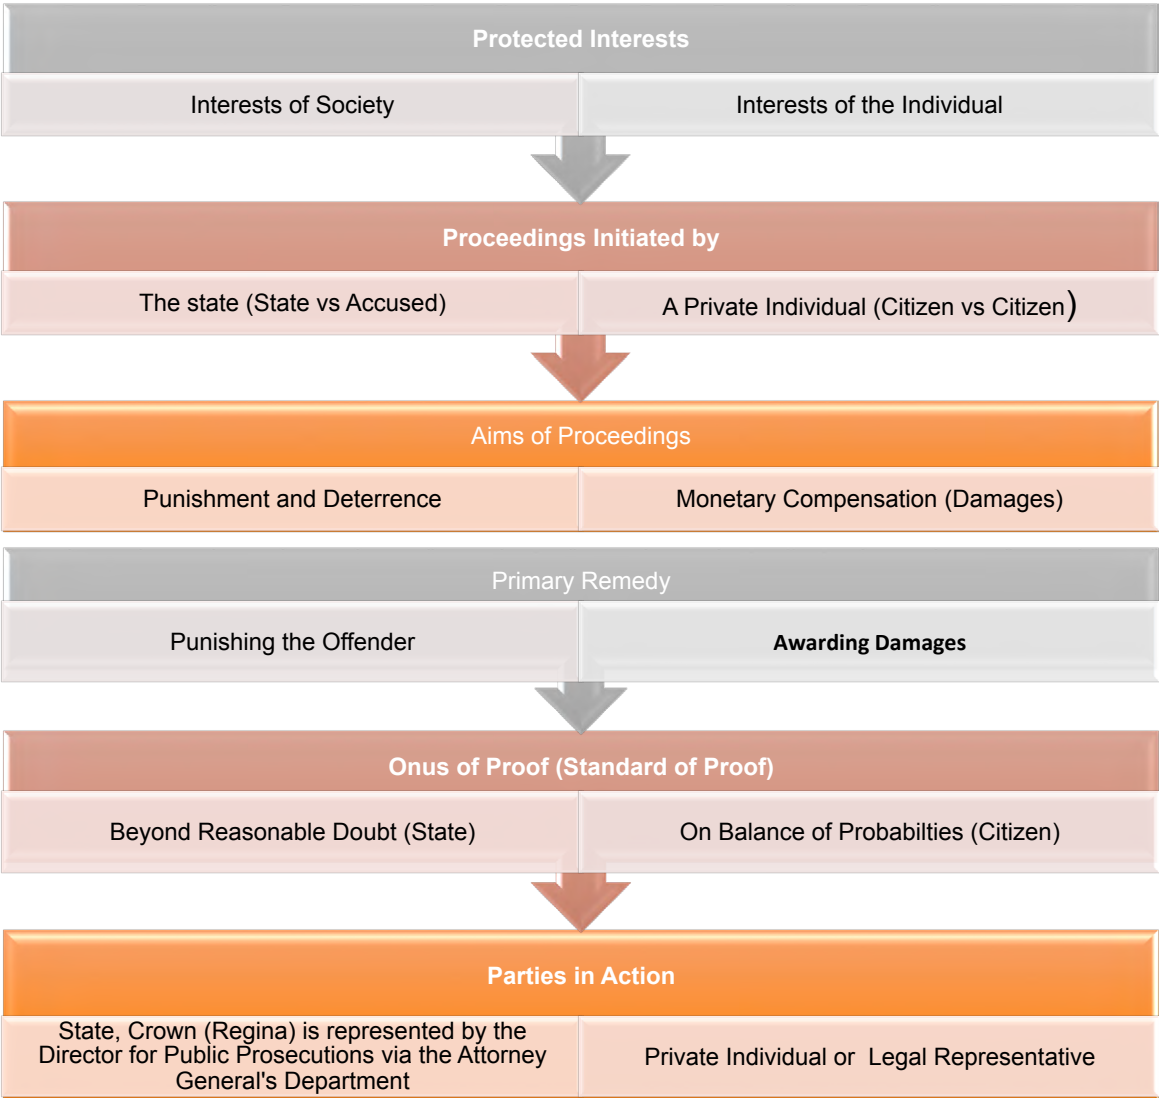 Protected Interests
Interests of Society
Interests of the Individual
Proceedings Initiated by
The state (State vs Accused)
A Private Individual (Citizen vs Citizen)
Aims of Proceedings
Punishment and Deterrence
Monetary Compensation (Damages)
Primary Remedy
Punishing the Offender
Awarding Damages
Onus of Proof (Standard of Proof)
Beyond Reasonable Doubt (State)
On Balance of Probabilties (Citizen)
Parties in Action
State, Crown (Regina) is represented by the
Director for Public Prosecutions via the Attorney
General's Department
Private Individual or Legal Representative